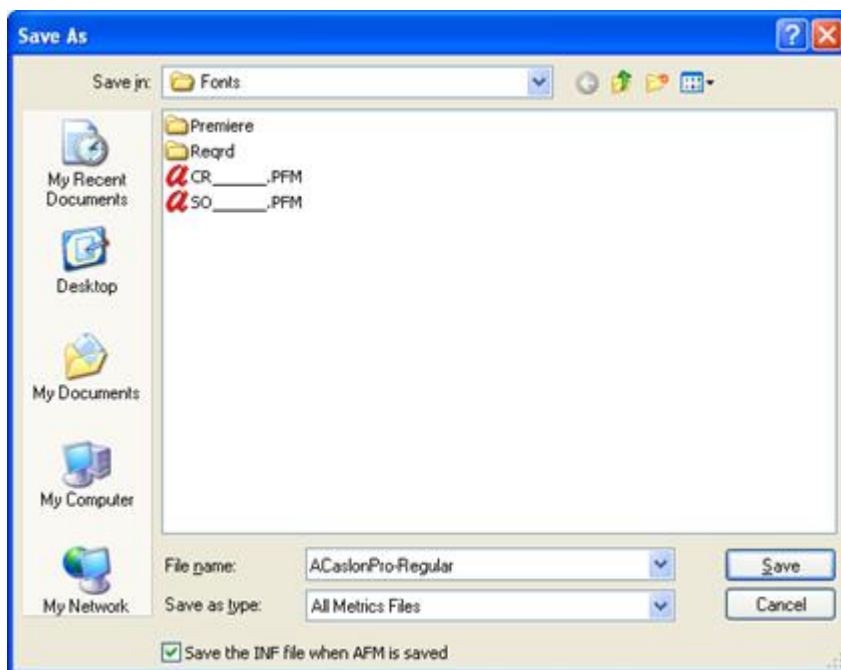 Save As
Save in:
Fonts
Premiere
Reqrd
CR______.PFM
SO______.PFM
My Recent
Documents
Desktop
My Documents
My Computer
My Network
File name:
ACaslonPro-Regular
Save
Save as type:
All Metrics Files
Cancel
Save the INF file when AFM is saved